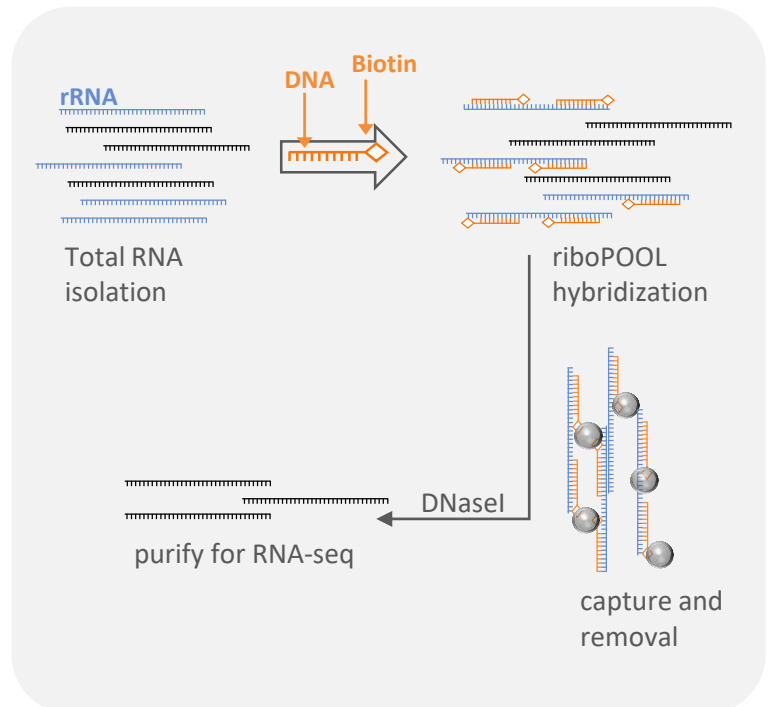 rRNA
DNA
Biotin
Total RNA
isolation
riboPOOL
hybridization
DNaseI
purify for RNA-seq
capture and
removal